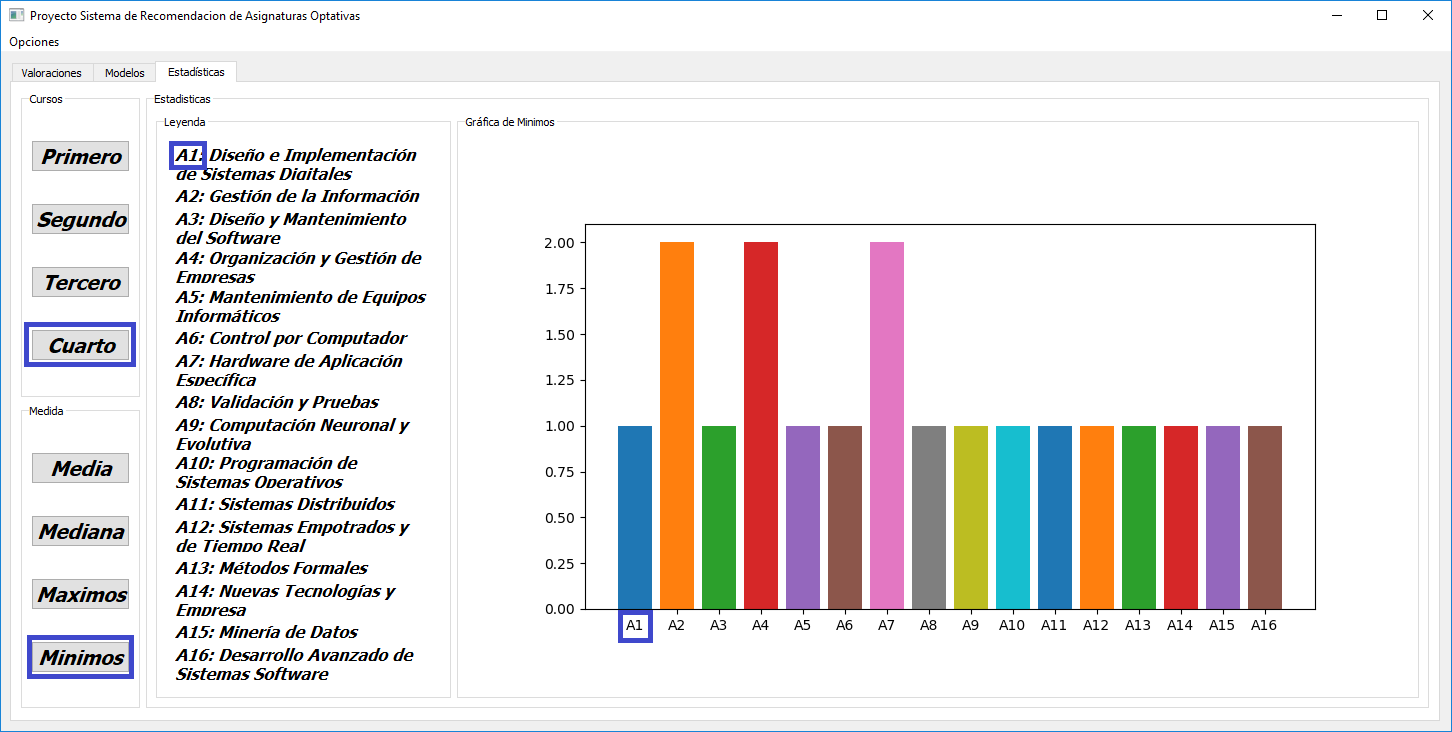 Proyecto Sistema de Recomendacion de Asignaturas Optativas
Opciones
Valoraciones
Modelos
Estadísticas
Cursos
Primero
Segundo
Tercero
Cuarto
Medida
Media
Mediana
Maximos
Minimos
Estadisticas
Leyenda
A1: Diseño e Implementación
de Sistemas Digitales
A2: Gestión de la Información
A3: Diseño y Mantenimiento
del Software
A4: Organización y Gestión de
Empresas
A5: Mantenimiento de Equipos
Informáticos
A6: Control por Computador
A7: Hardware de Aplicación
Específica
A8: Validación y Pruebas
A9: Computación Neuronal y
Evolutiva
A10: Programación de
Sistemas Operativos
A11: Sistemas Distribuidos
A12: Sistemas Empotrados y
de Tiempo Real
A13: Métodos Formales
A14: Nuevas Tecnologías y
Empresa
A15: Minería de Datos
A16: Desarrollo Avanzado de
Sistemas Software
Gráfica de Minimos
2.00
1.75
1.50
1.25
1.00
0.75
0.50
0.25
0.00
A1 A2 A3 A4 A5 A6 A7 A8 A9 A10 A11 A12 A13 A14 A15 A16